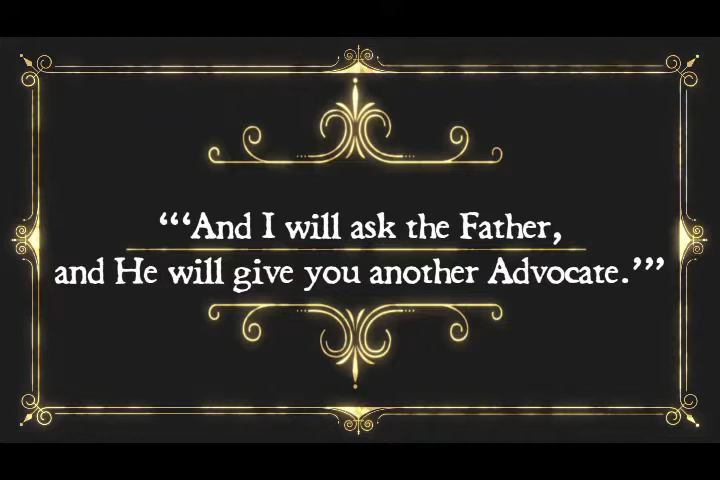 “‘“And I will ask the Father,
and He will give you another Advocate.”’”